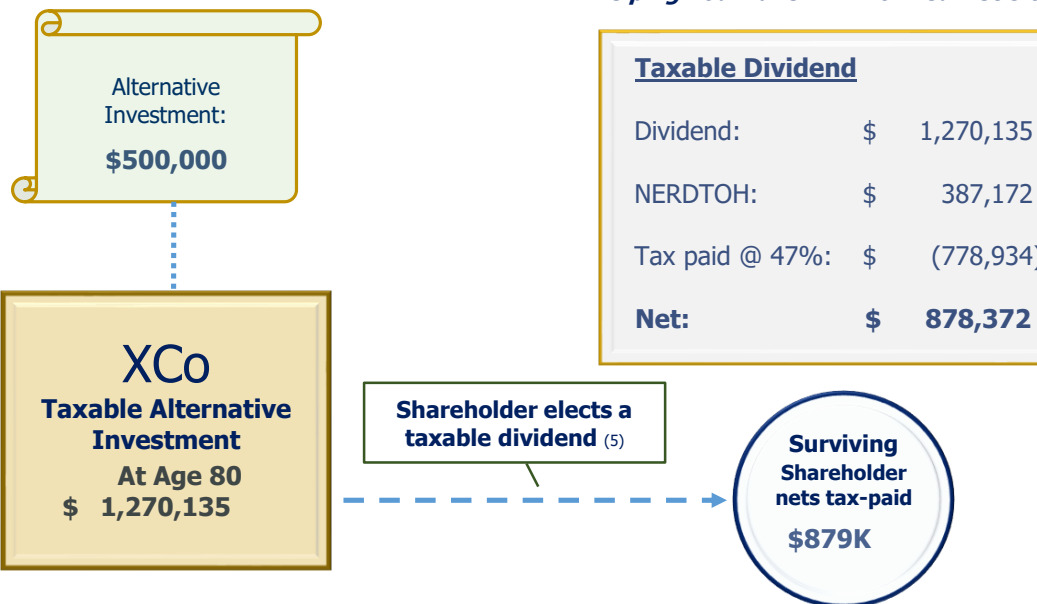 Alternative
Investment:
$500,000
Taxable Dividend
Dividend: $ 1,270,135
NERDTOH: $ 387,172
Tax paid @ 47%: $ (778,934)
Net: $ 878,372
XCo
Taxable Alternative
Investment
At Age 80
$ 1,270,135
Shareholder elects a
taxable dividend (5)
Surviving
Shareholder
nets tax-paid
$879K